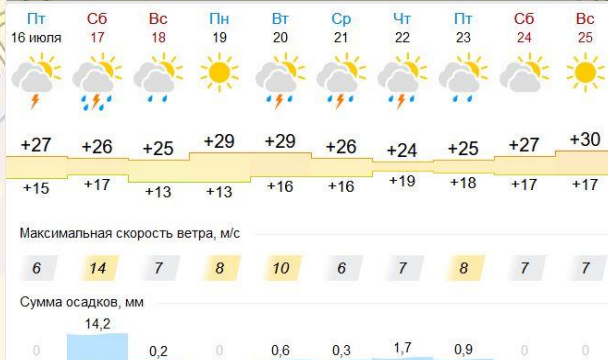 Пт Сб Вс Пн Вт Ср Чт Пт Сб Вс
16 июля 17 18 19 20 21 22 23 24 25
+27 +26 +25 +29 +29 +26 +24 +25 +27 +30
+15 +17 +13 +13 +16 +16 +19 +18 +17 +17
Максимальная скорость ветра, м/с
6 14 7 8 10 6 7 8 7 7
Сумма осадков, мм
0 14,2 0,2 0 0,6 0,3 1,7 0,9 0 0